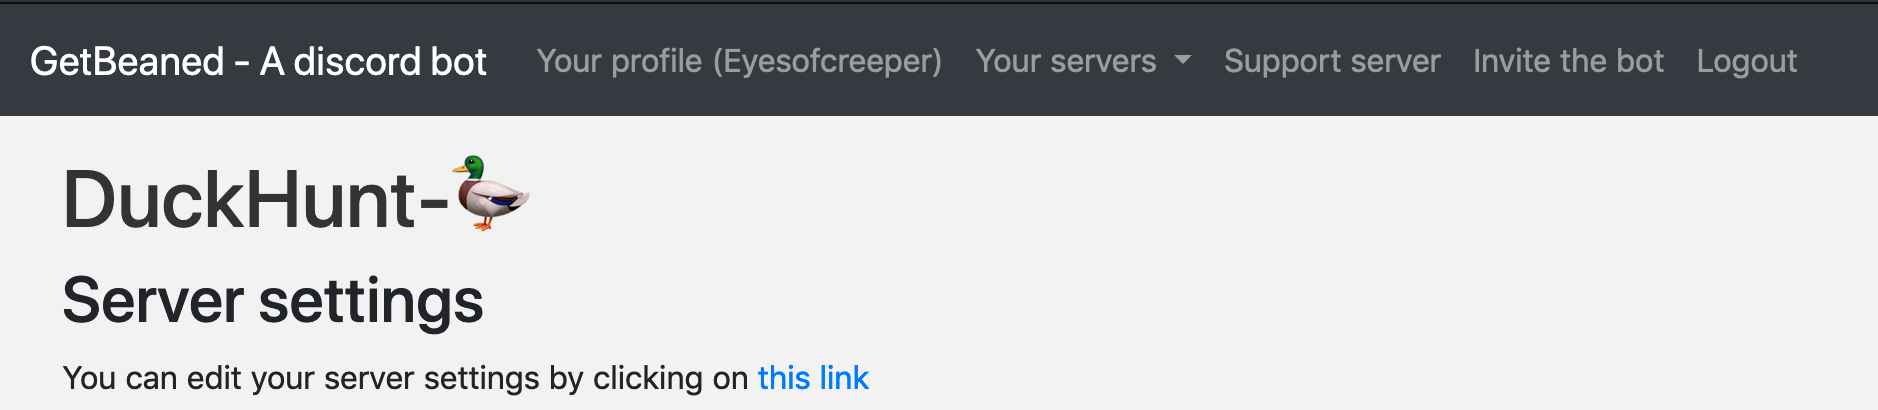 GetBeaned - A discord bot Your profile (Eyesofcreeper) Your servers Support server Invite the bot Logout
DuckHunt-🦆
Server settings
You can edit your server settings by clicking on this link